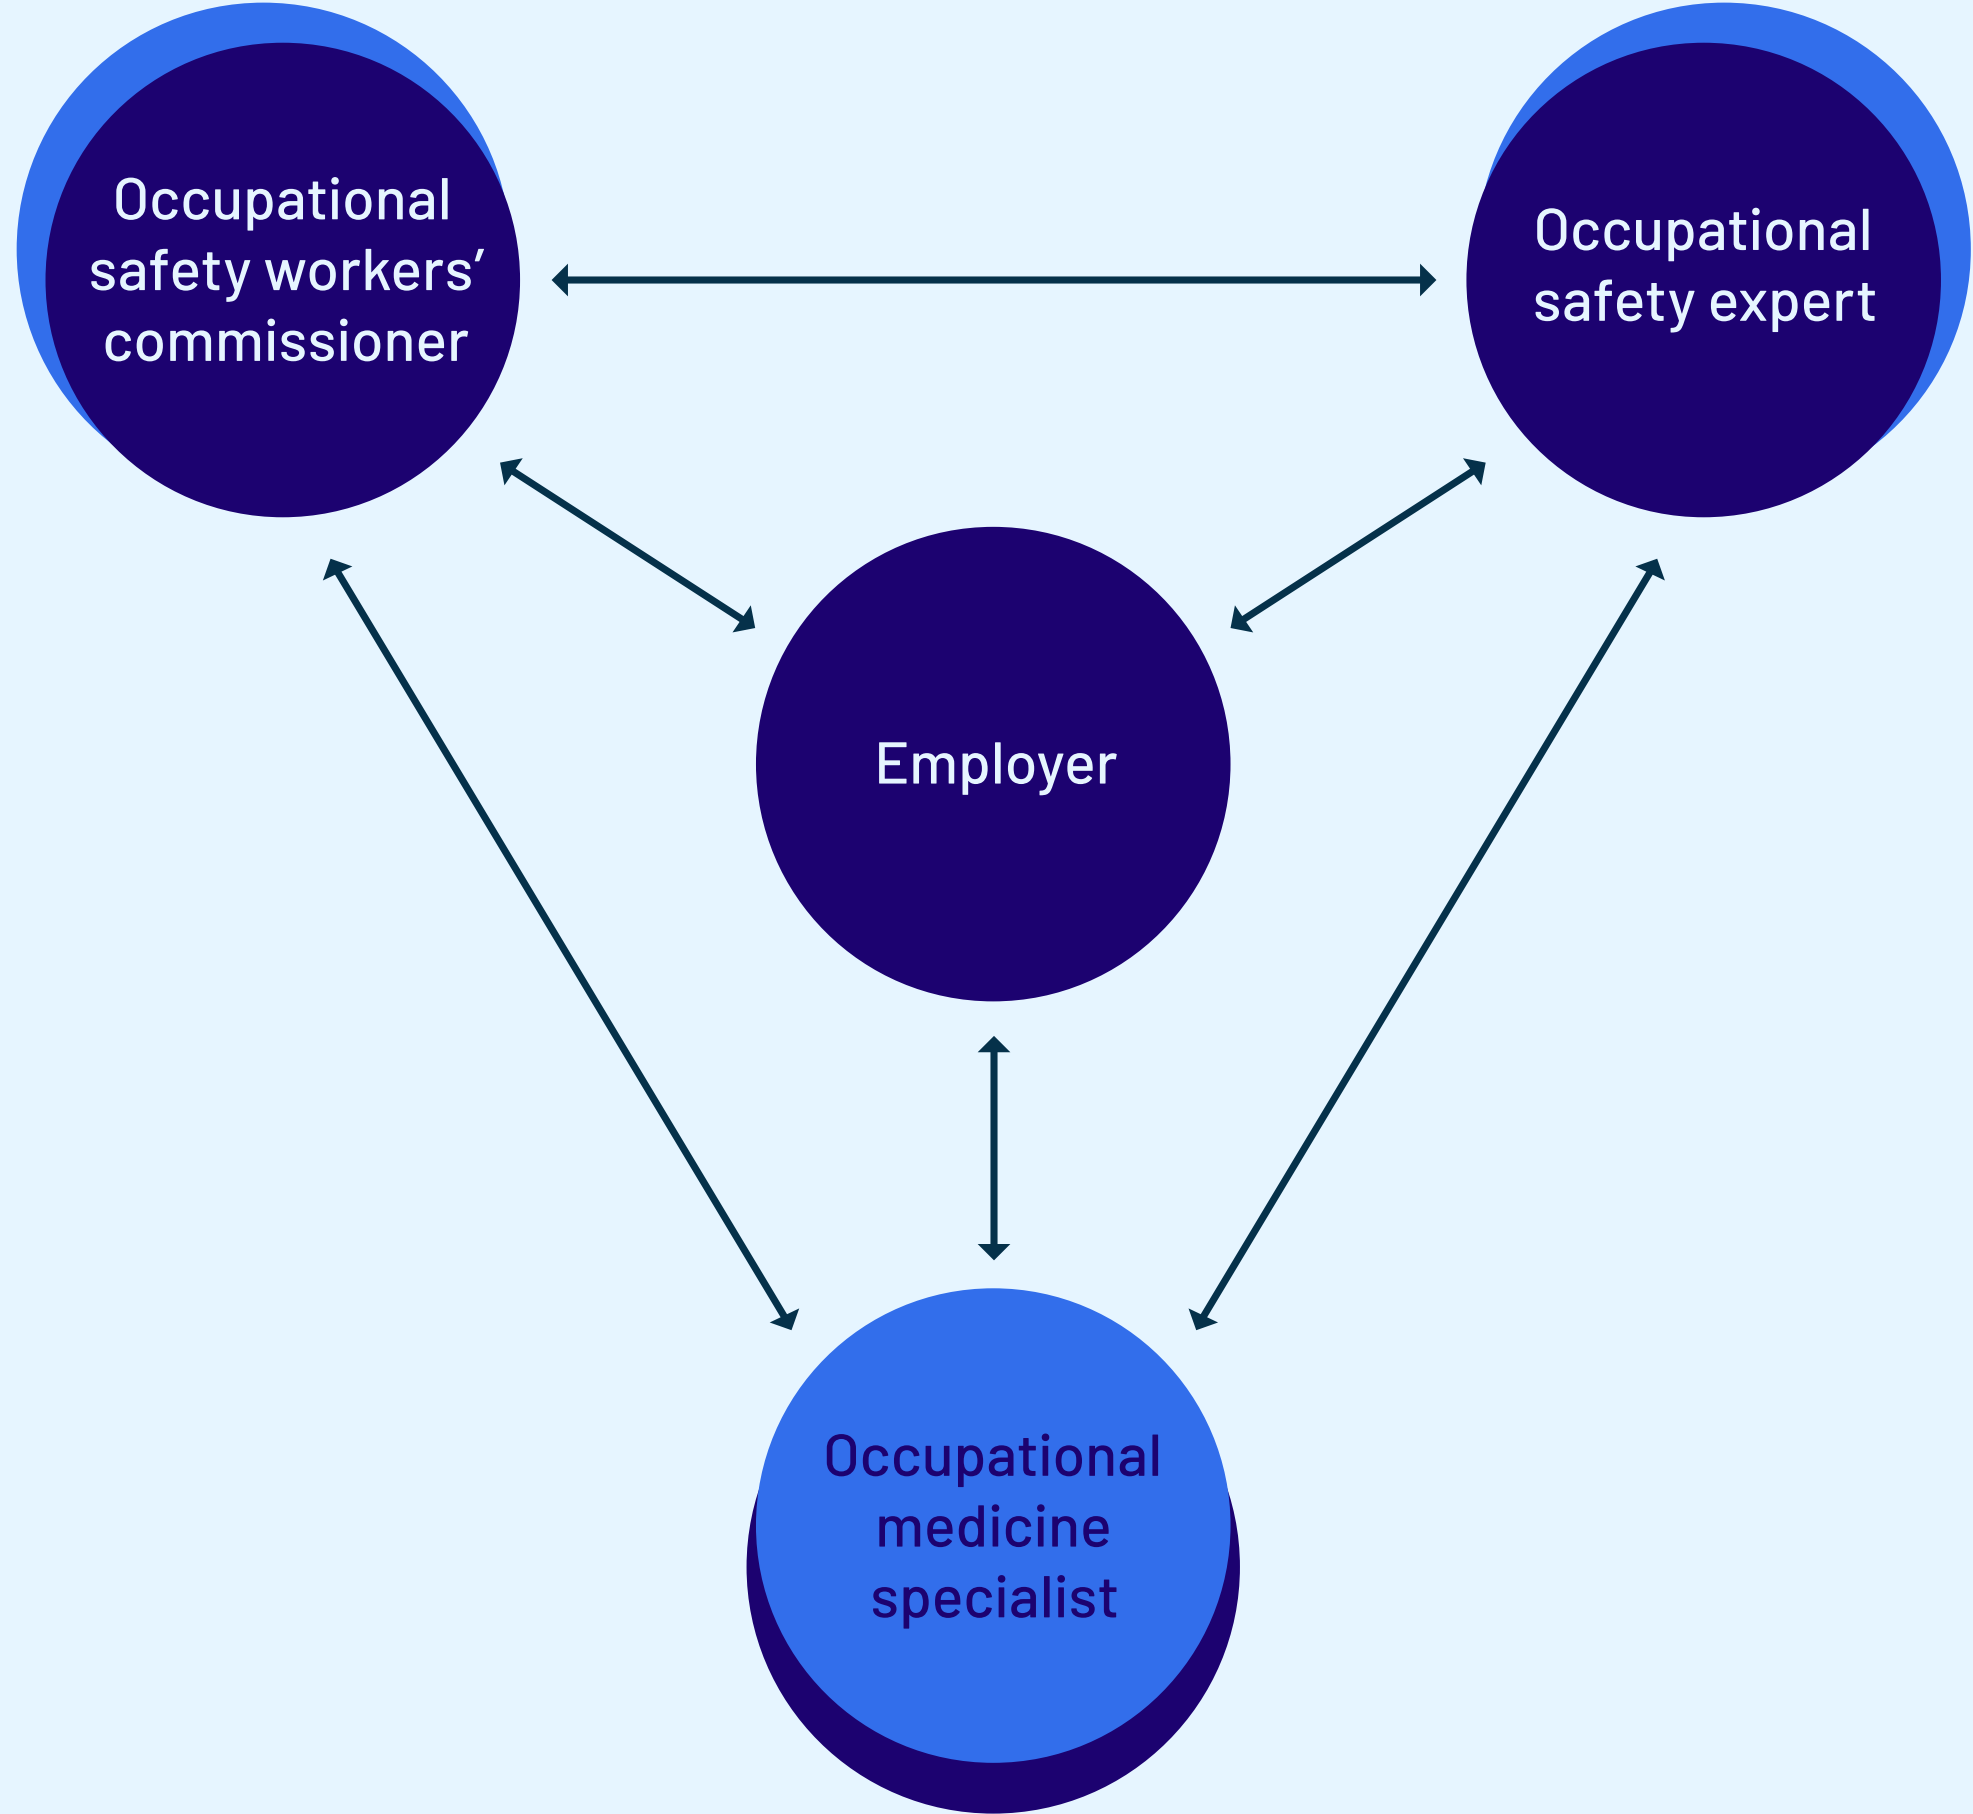 Occupational
safety workers’
commissioner
Occupational
safety expert
Employer
Occupational
medicine
specialist